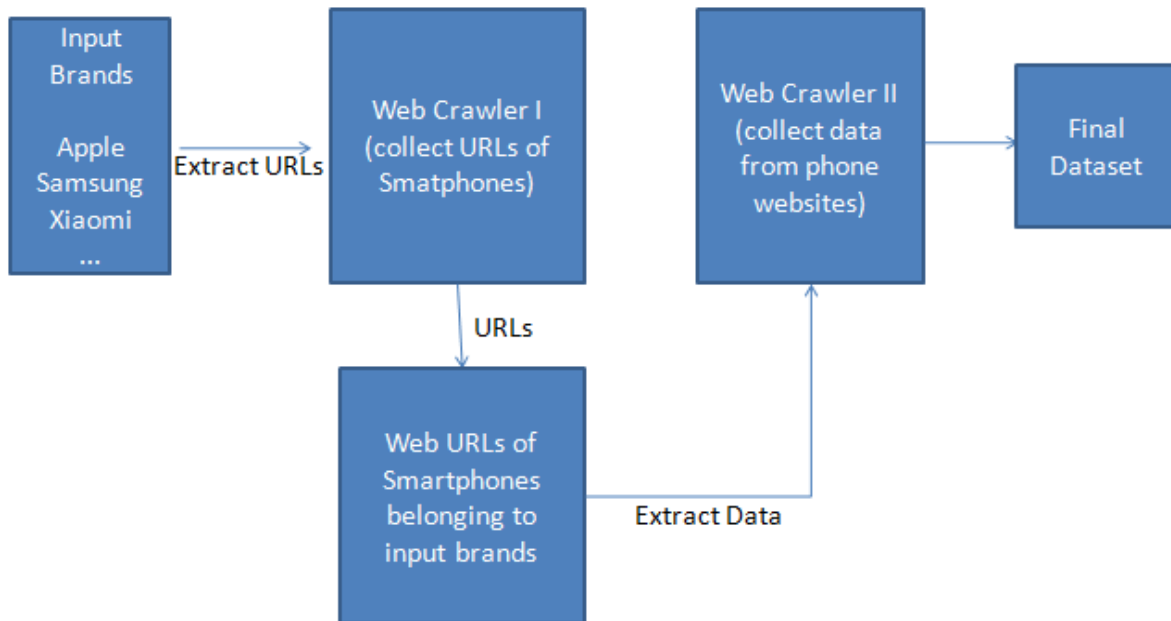 Input
Brands
Apple
Samsung
Xiaomi
...
Extract URLs
Web Crawler I
(collect URLs of
Smatphones)
URLs
Web URLs of
Smartphones
belonging to
input brands
Extract Data
Web Crawler II
(collect data
from phone
websites)
Final
Dataset